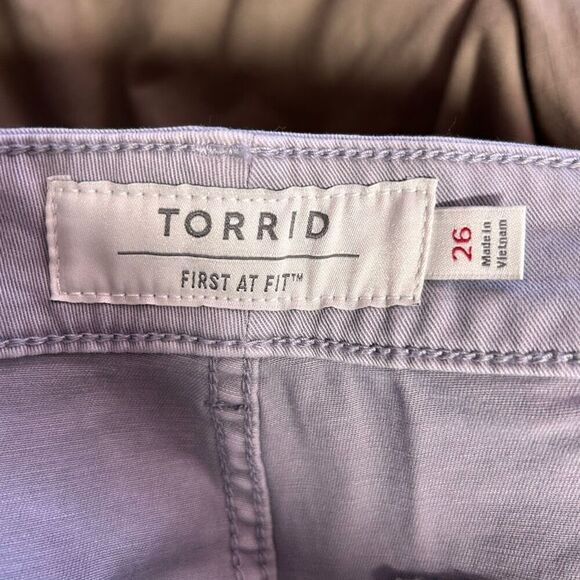 TORRID
FIRST AT FIT™
26
Made in
Vietnam